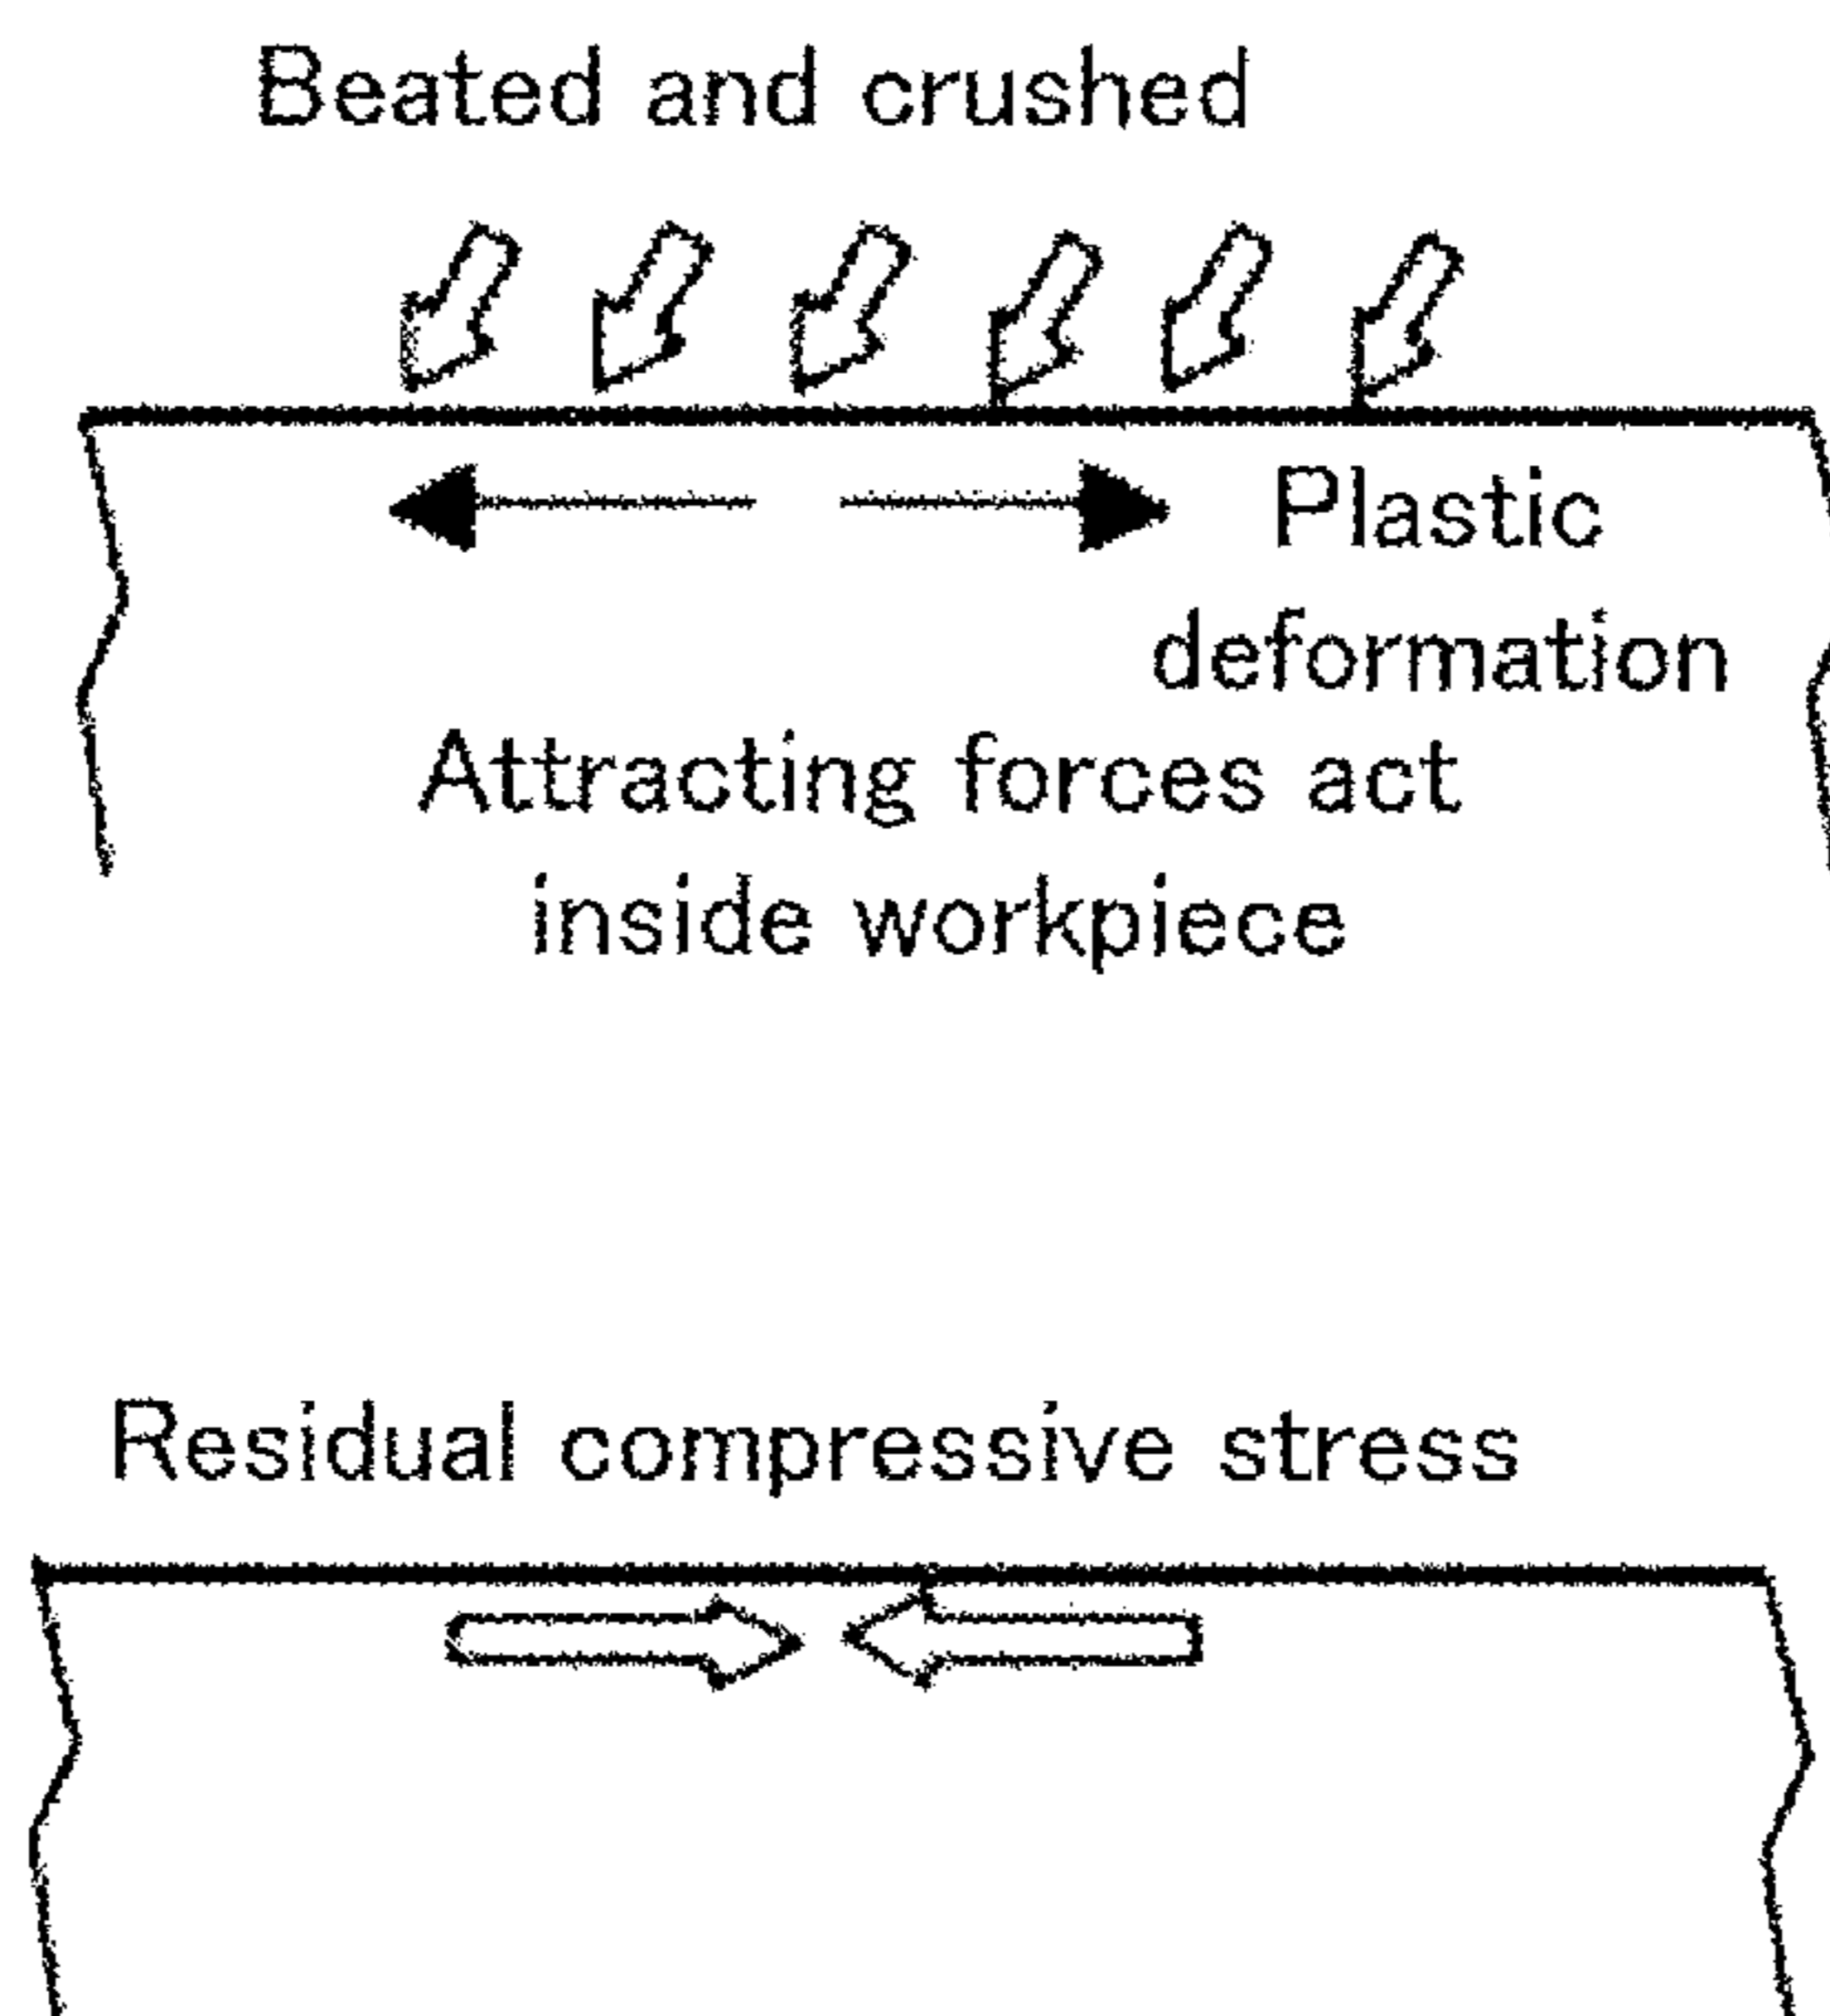 Beated and crushed
Plastic
deformation
Attracting forces act
inside workpiece
Residual compressive stress